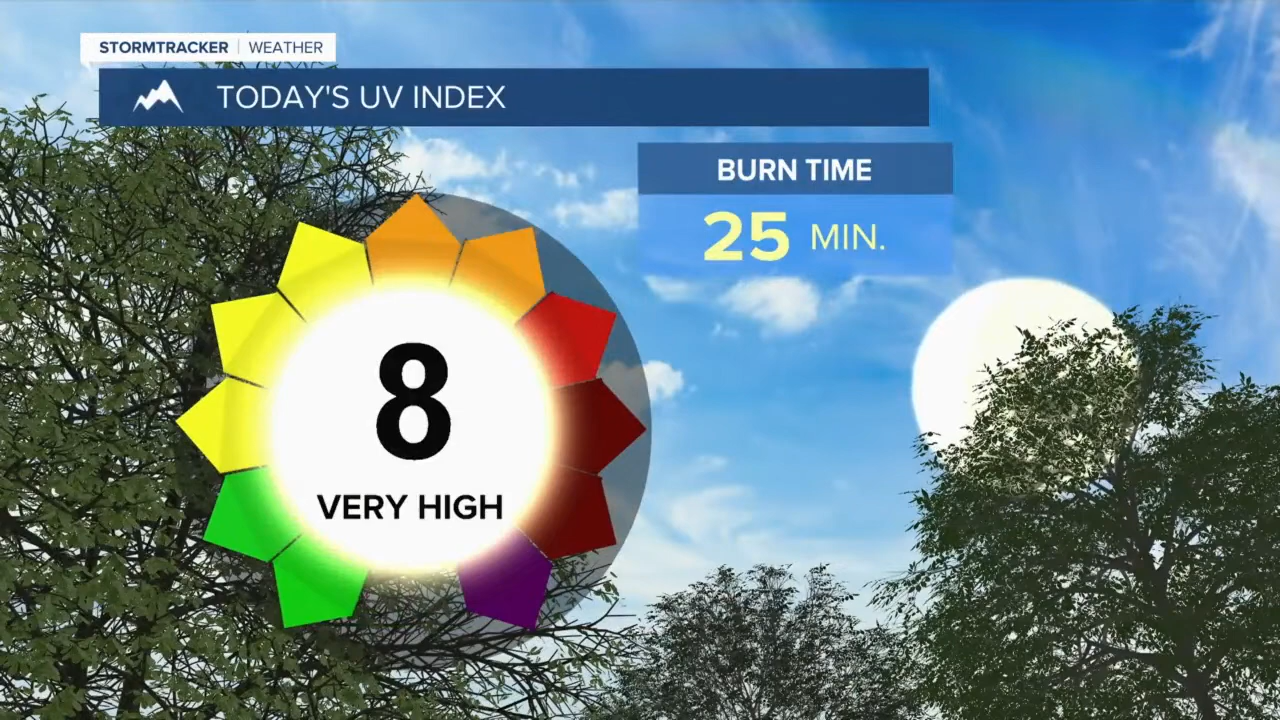 STORMTRACKER | WEATHER
TODAY'S UV INDEX
BURN TIME
25 MIN.
8
VERY HIGH